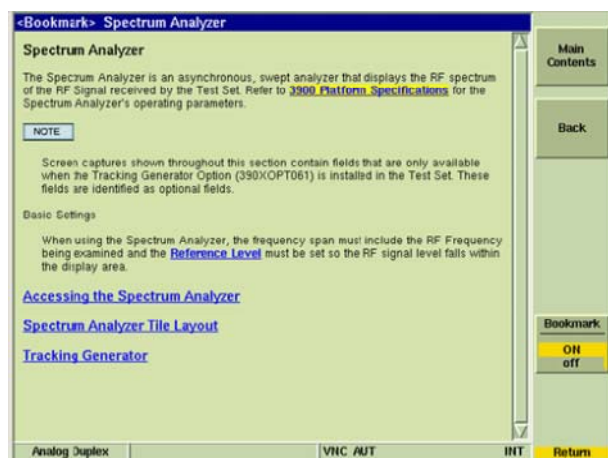 <Bookmark> Spectrum Analyzer
Spectrum Analyzer
The Spectrum Analyzer is an asynchronous, swept analyzer that displays the RF spectrum
of the RF Signal received by the Test Set. Refer to 3900 Platform Specifications for the
Spectrum Analyzer's operating parameters.
NOTE
Screen captures shown throughout this section contain fields that are only available
when the Tracking Generator Option (390XOPT061) is installed in the Test Set. These
fields are identified as optional fields.
Basic Settings
When using the Spectrum Analyzer, the frequency span must include the RF Frequency
being examined and the Reference Level must be set so the RF signal level falls within
the display area.
Accessing the Spectrum Analyzer
Spectrum Analyzer Tile Layout
Tracking Generator
Main
Contents
Back
Bookmark
ON
off
Return
Analog Duplex
VNC AUT
INT